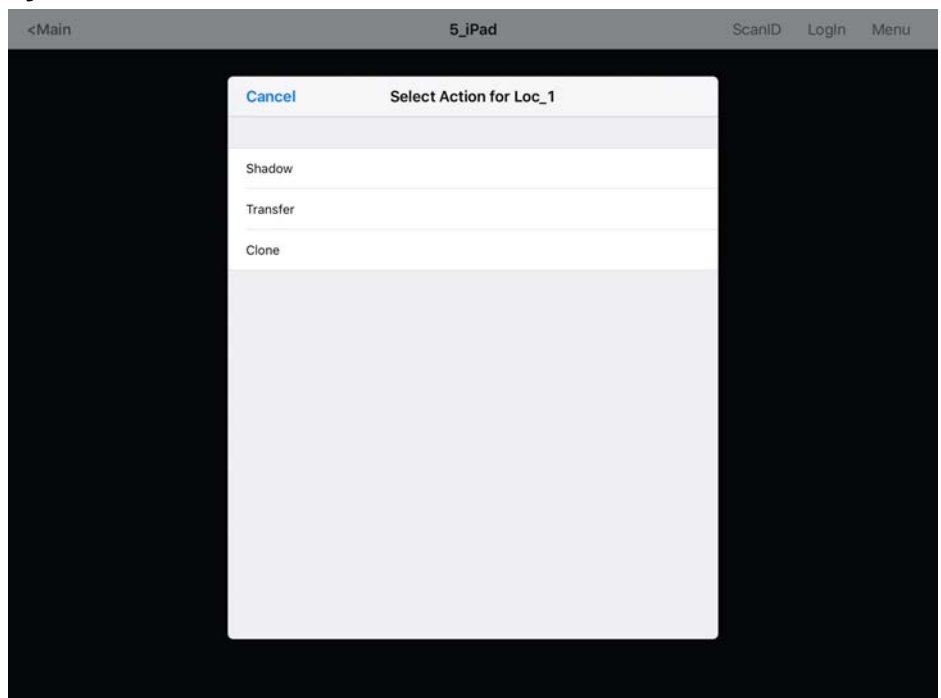 <Main 5_iPad ScanID LogIn Menu
Cancel Select Action for Loc_1
Shadow
Transfer
Clone